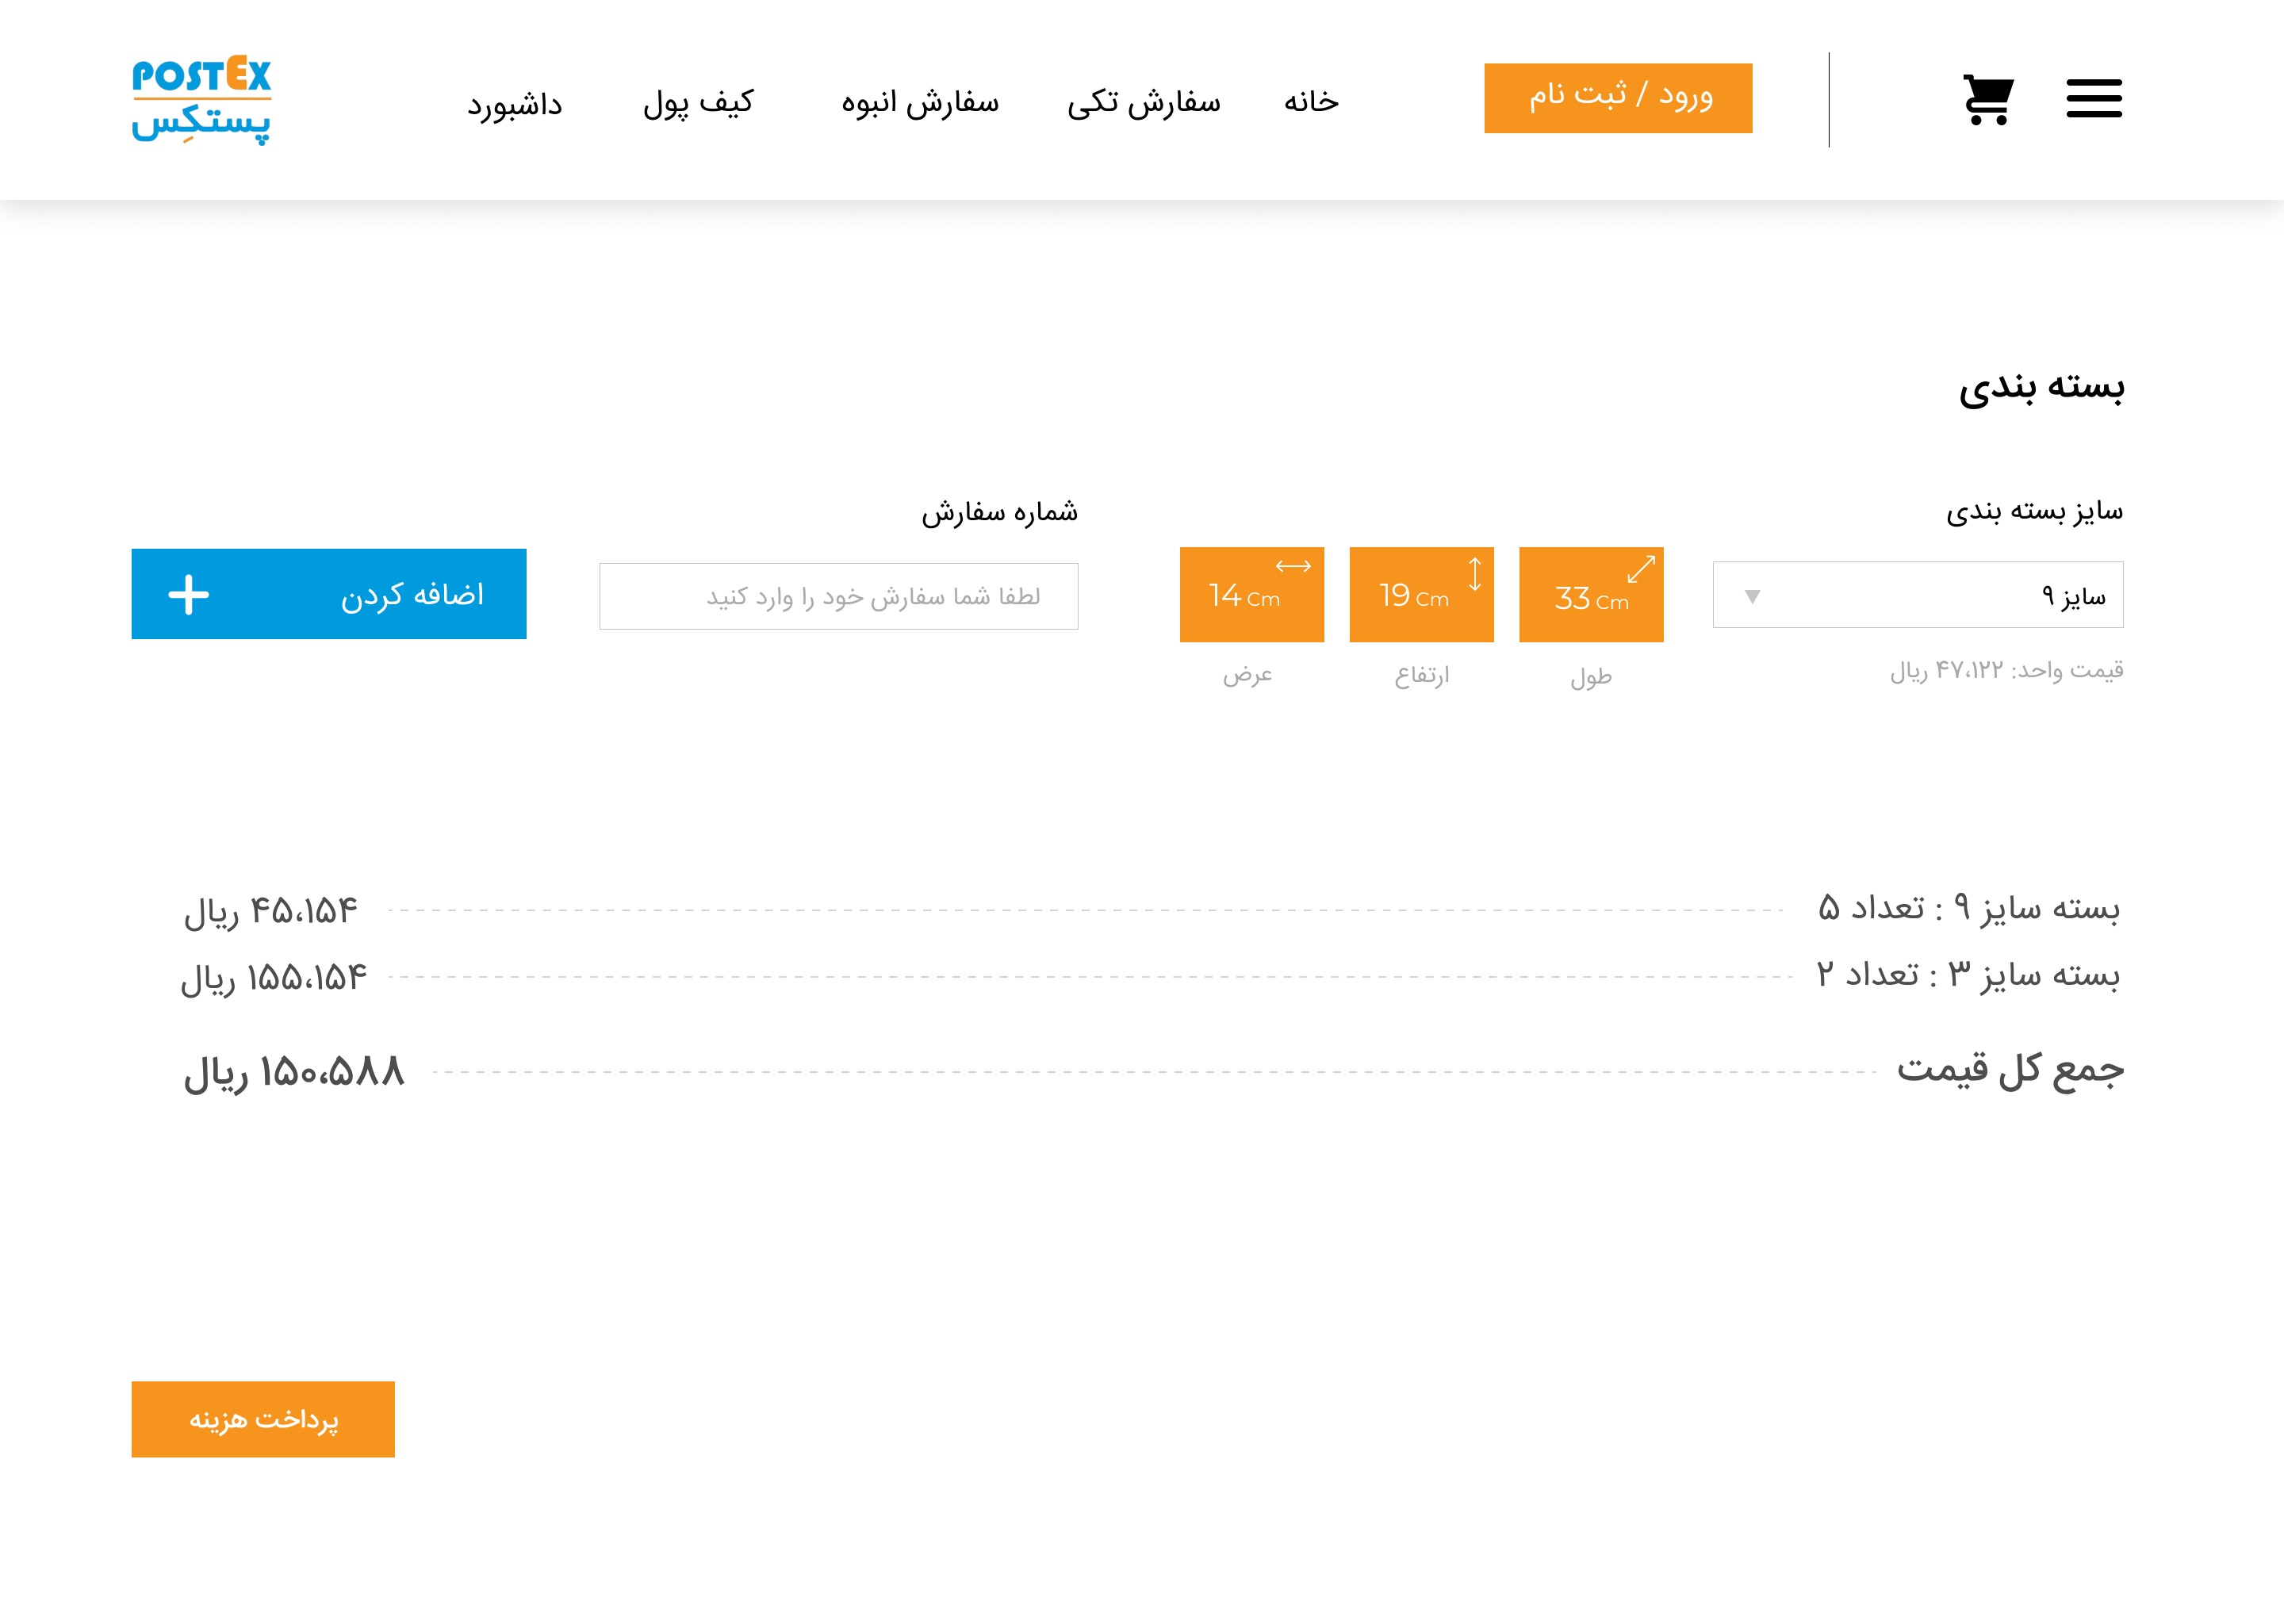 ورود / ثبت نام
خانه
سفارش تکی
سفارش انبوه
کیف پول
داشبورد
POSTEX
پستکِس
بسته بندی
سایز بسته بندی
سایز ۹
قیمت واحد: ۴۷،۱۲۲ ریال
33 Cm
طول
19 Cm
ارتفاع
14 Cm
عرض
شماره سفارش
لطفا شما سفارش خود را وارد کنید
اضافه کردن
بسته سایز ۹ : تعداد ۵ ۴۵،۱۵۴ ریال
بسته سایز ۳ : تعداد ۲ ۱۵۵،۱۵۴ ریال
جمع کل قیمت ۱۵۰،۵۸۸ ریال
پرداخت هزینه